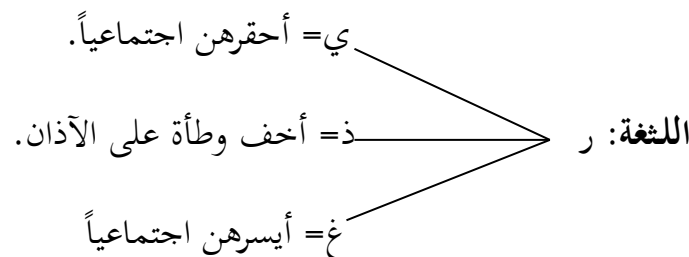 ي= أحقرهن اجتماعياً.
اللثغة: ر ذ= أخف وطأة على الآذان.
غ= أيسرهن اجتماعياً